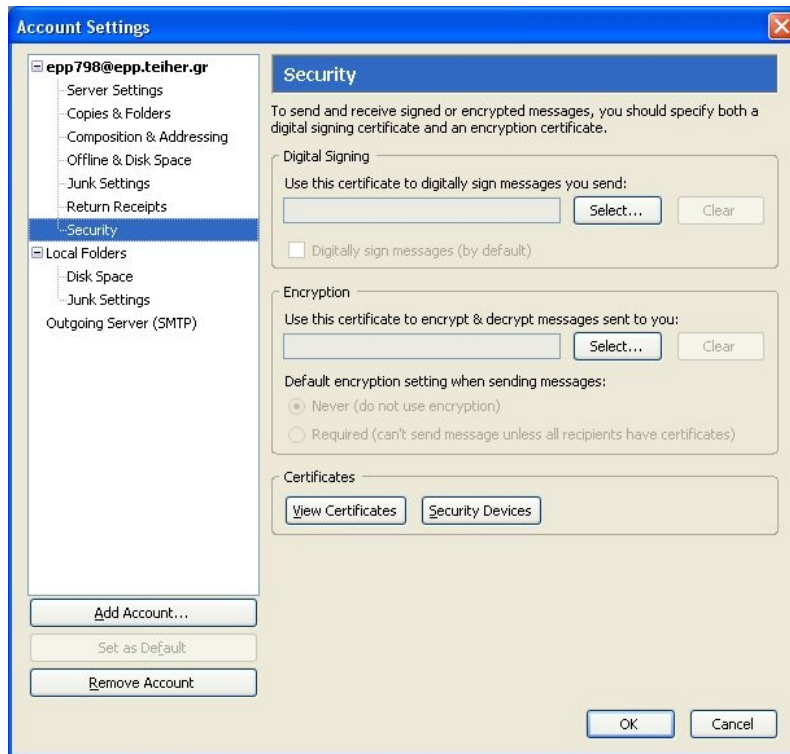 Account Settings
epp798@epp.teiher.gr
Server Settings
Copies & Folders
Composition & Addressing
Offline & Disk Space
Junk Settings
Return Receipts
Security
Local Folders
Disk Space
Junk Settings
Outgoing Server (SMTP)
Add Account...
Set as Default
Remove Account
Security
To send and receive signed or encrypted messages, you should specify both a
digital signing certificate and an encryption certificate.
Digital Signing
Use this certificate to digitally sign messages you send:
Select... Clear
Digitally sign messages (by default)
Encryption
Use this certificate to encrypt & decrypt messages sent to you:
Select... Clear
Default encryption setting when sending messages:
Never (do not use encryption)
Required (can't send message unless all recipients have certificates)
Certificates
View Certificates Security Devices
OK Cancel